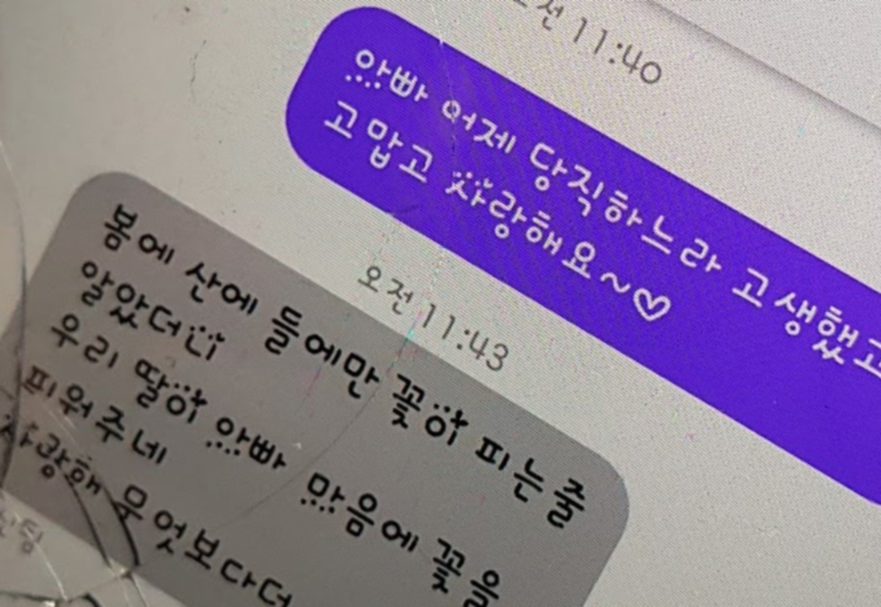 오전 11:40
아빠 어제 당직하느라 고생했고
고맙고 사랑해요~♡
오전 11:43
봄에 산에 들에만 꽃이 피는 줄
알았더니
우리 딸이 아빠 마음에 꽃을
피워주네
사랑해 무엇보다더